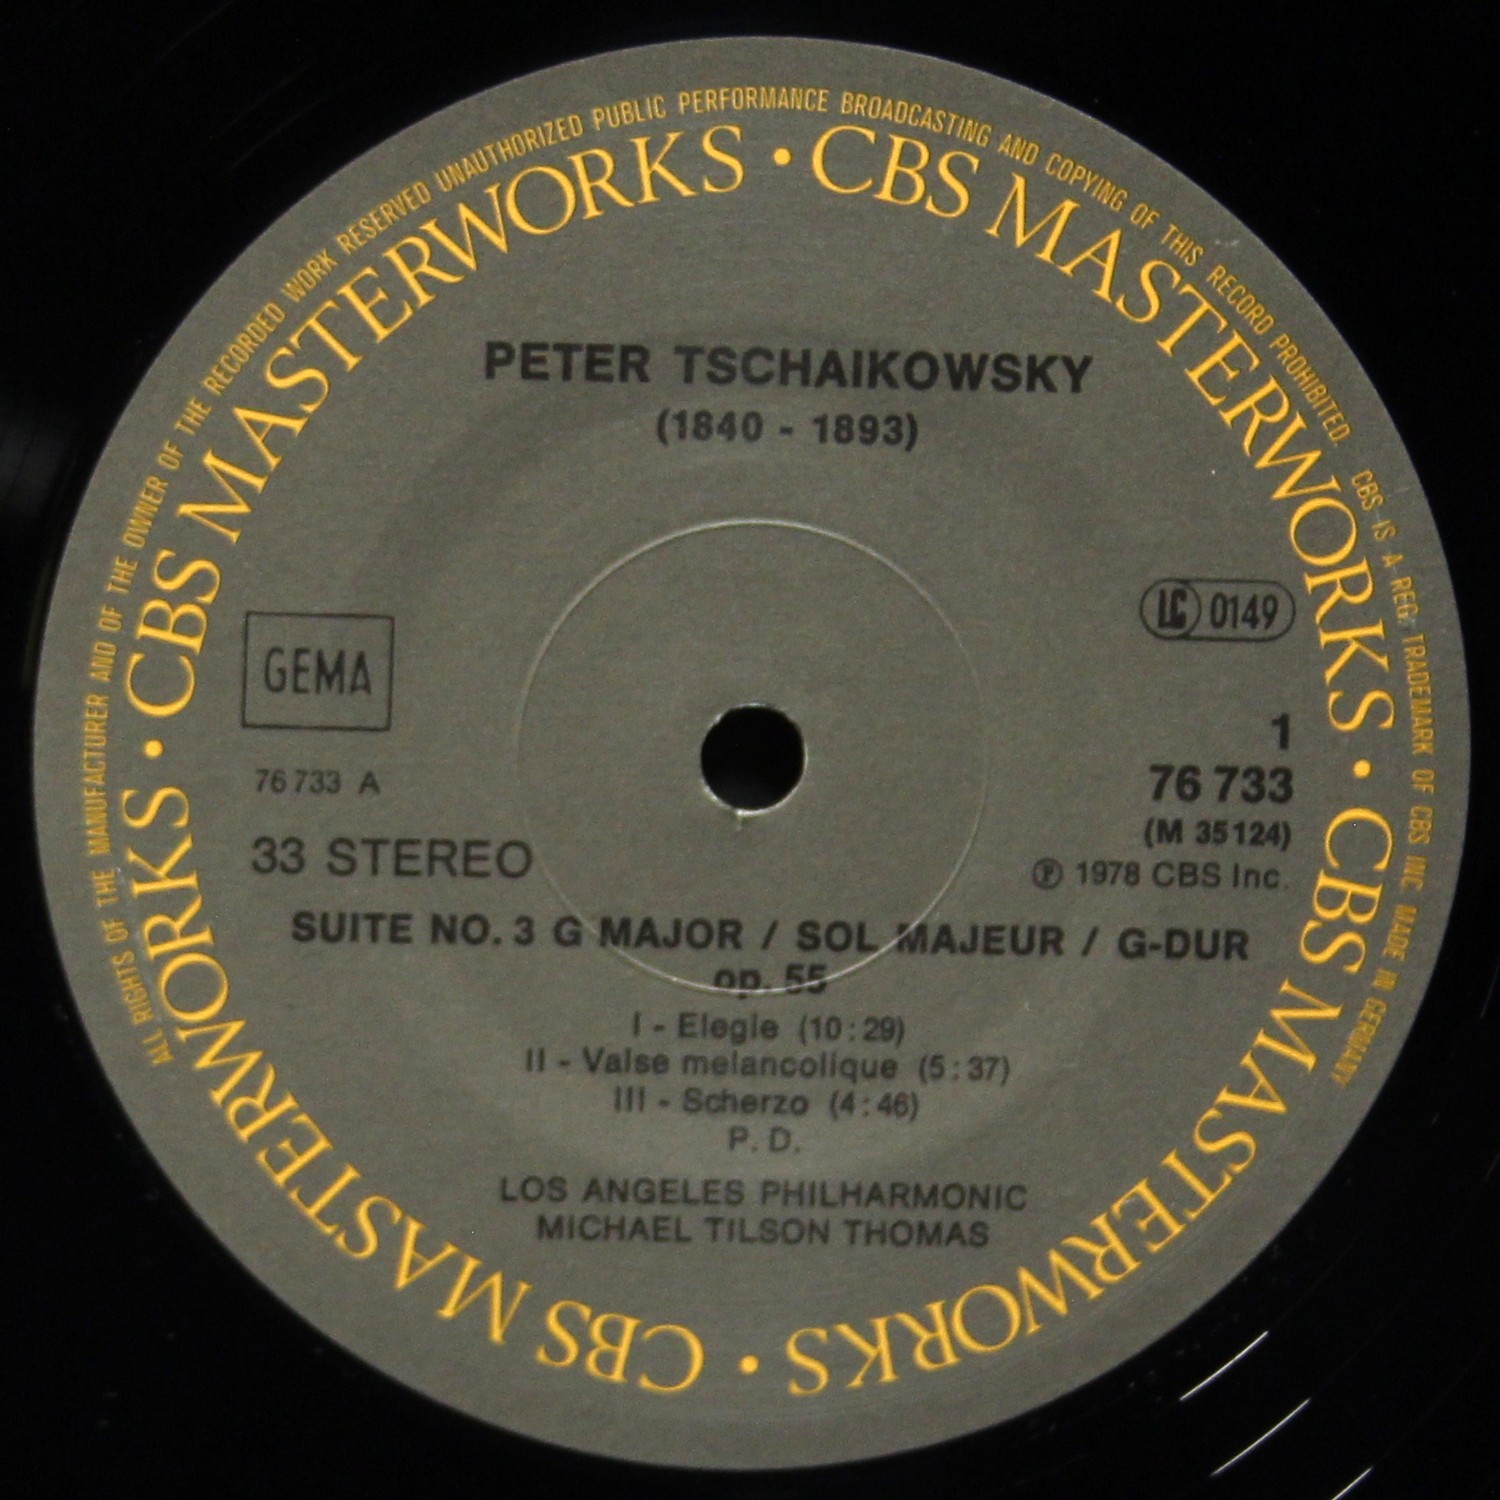 ALL RIGHTS OF THE MANUFACTURER AND OF THE OWNER OF THE RECORDED WORK RESERVED UNAUTHORIZED PUBLIC PERFORMANCE BROADCASTING AND COPYING OF THIS RECORD PROHIBITED. CBS IS A REG. TRADEMARK OF CBS INC MADE IN GERMANY
CBS MASTERWORKS · CBS MASTERWORKS · CBS MASTERWORKS · CBS MASTERWORKS ·
PETER TSCHAIKOWSKY
(1840 - 1893)
LC 0149
GEMA
1
76 733 A
76 733
(M 35124)
33 STEREO
℗ 1978 CBS Inc.
SUITE NO. 3 G MAJOR / SOL MAJEUR / G-DUR
op. 55
I - Elegie (10:29)
II - Valse melancolique (5:37)
III - Scherzo (4:46)
P. D.
LOS ANGELES PHILHARMONIC
MICHAEL TILSON THOMAS